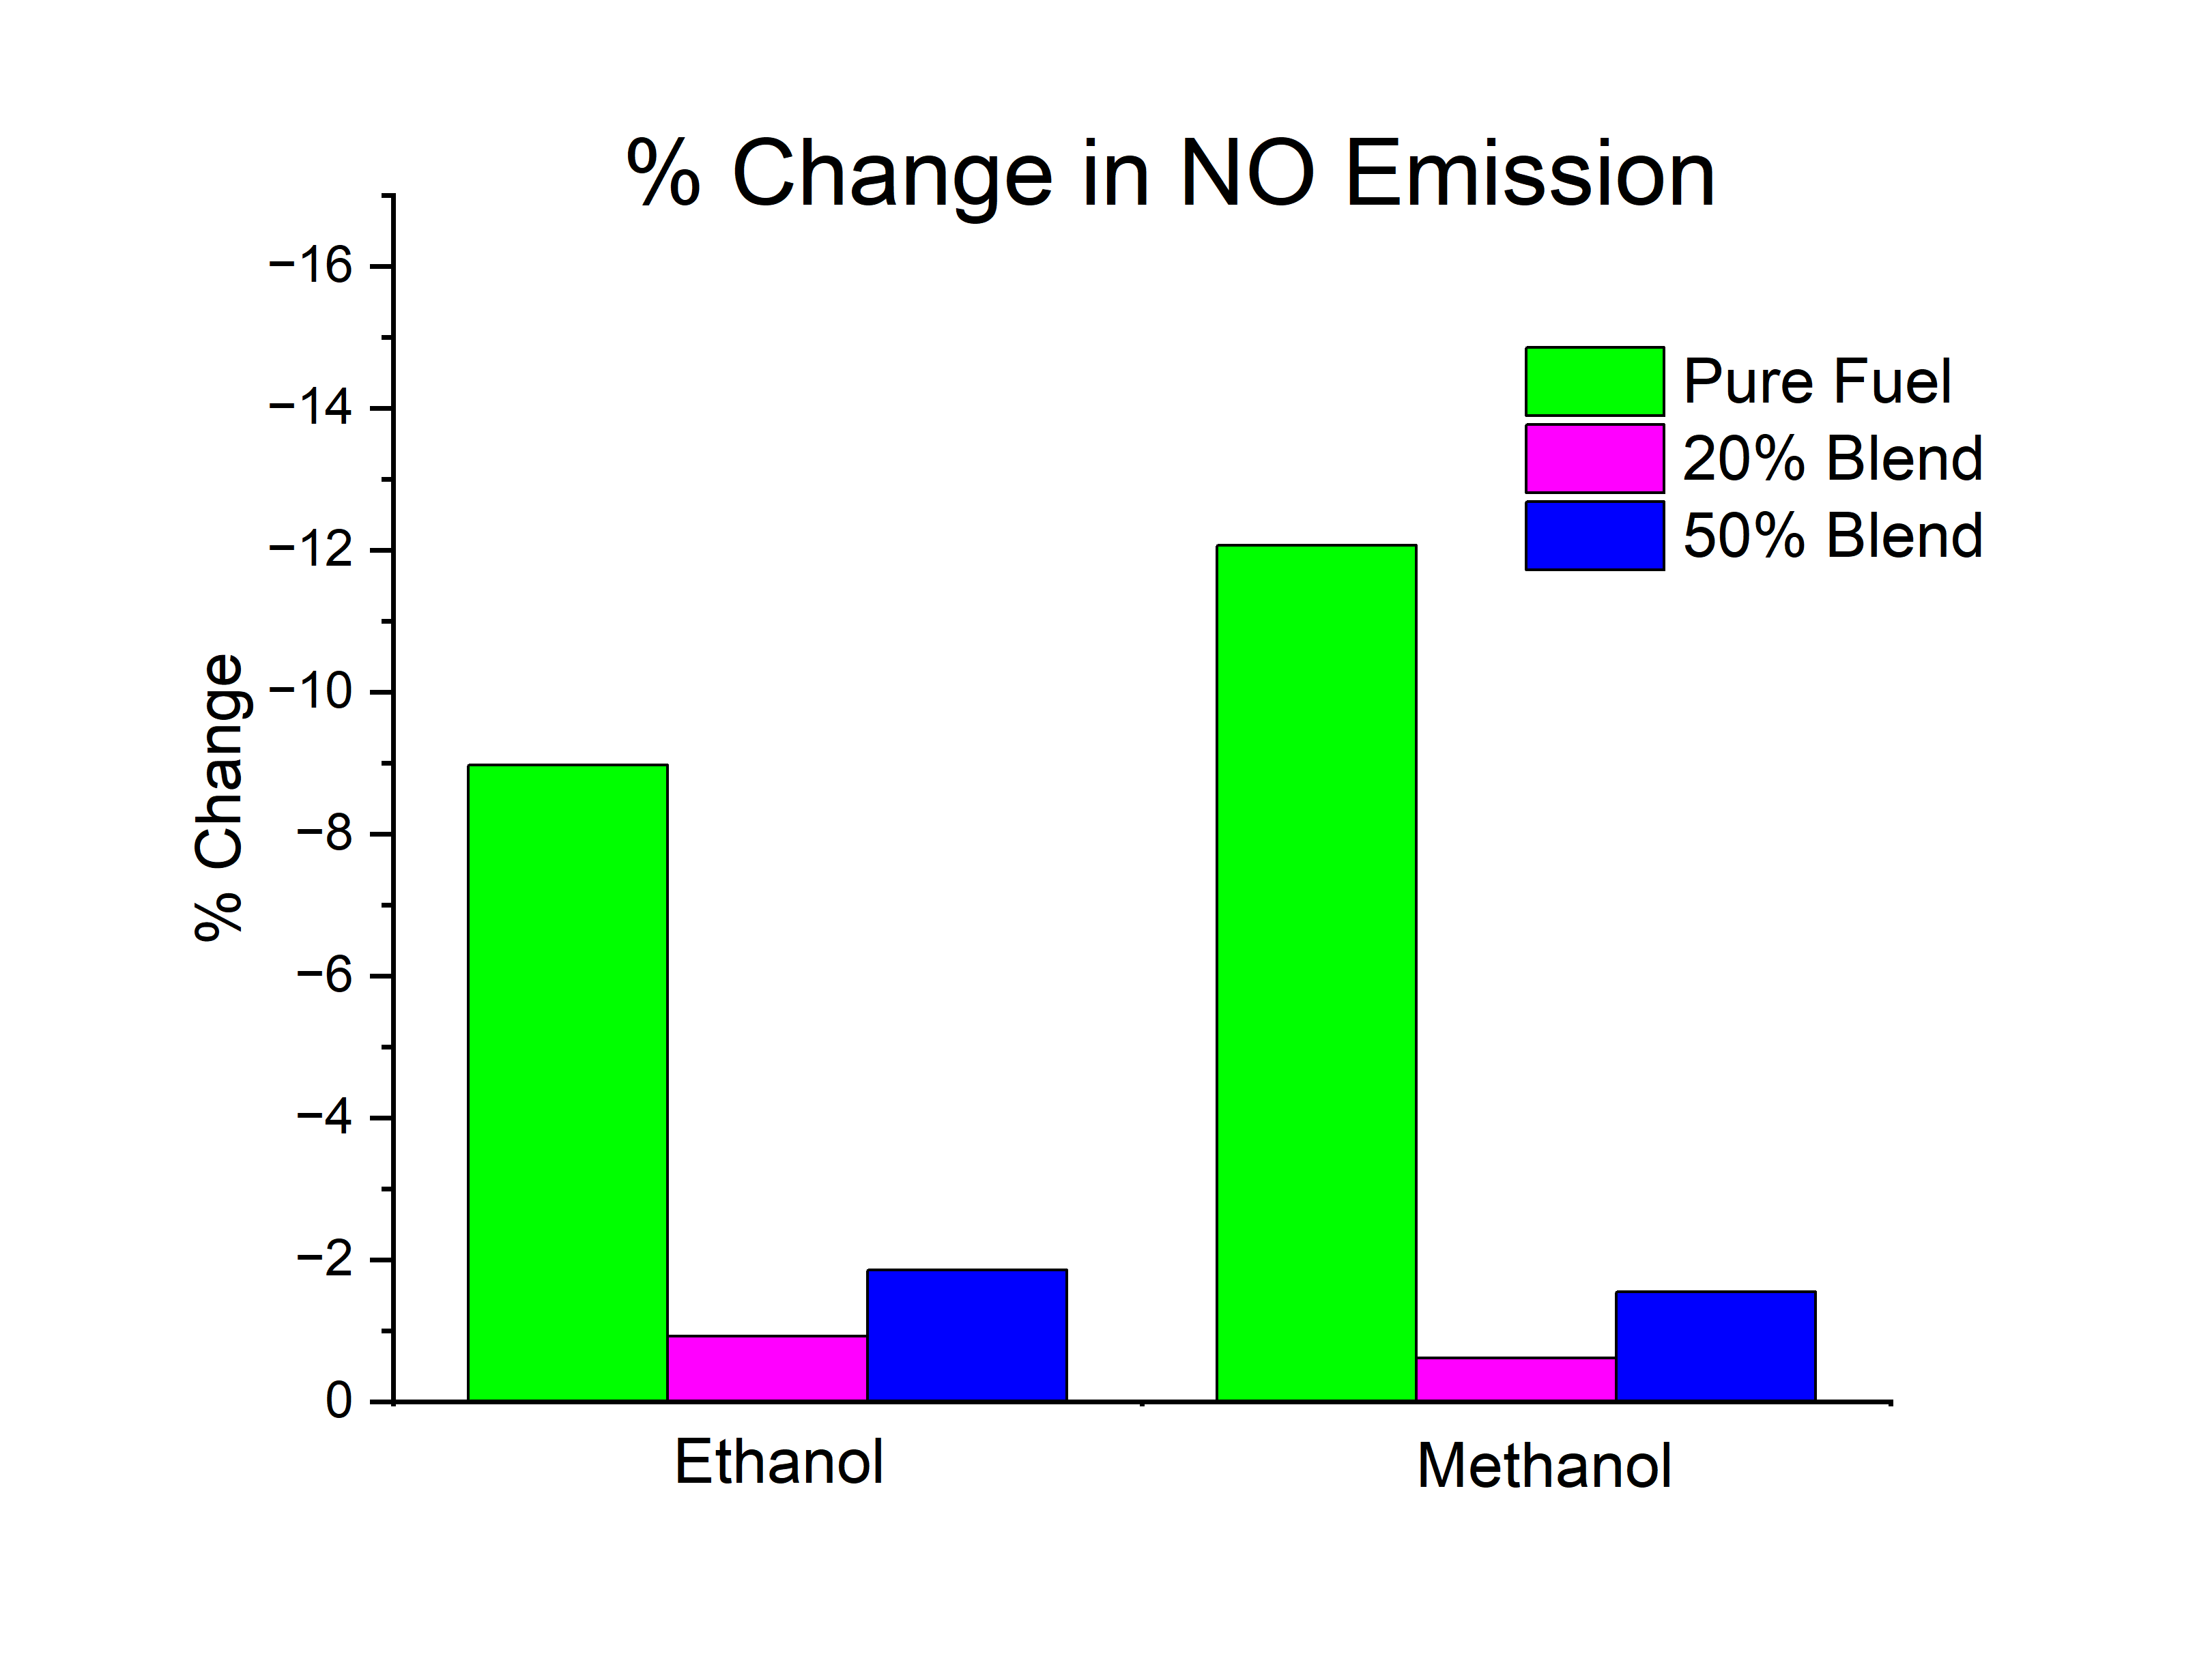 % Change in NO Emission
−16
−14
−12
−10
−8
−6
−4
−2
0
% Change
Pure Fuel
20% Blend
50% Blend
Ethanol
Methanol